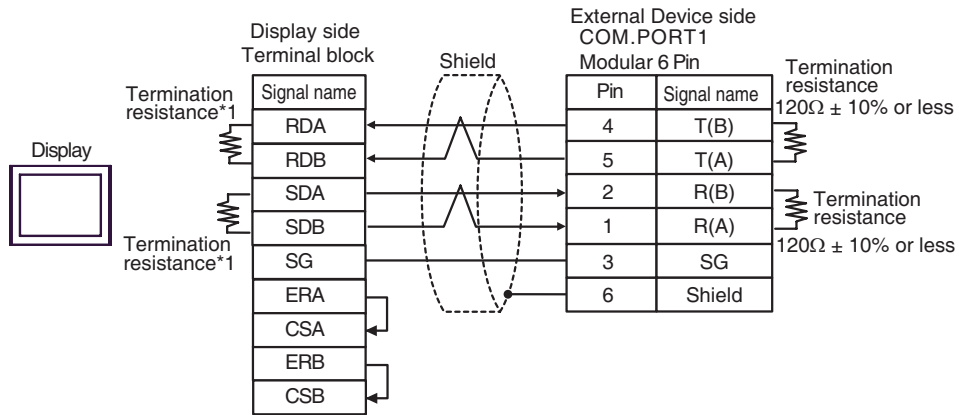 Display side
Terminal block
Shield
External Device side
COM.PORT1
Modular 6 Pin
Termination
resistance*1
Signal name
Pin
Signal name
Termination
resistance
120Ω ± 10% or less
RDA
4
T(B)
Display
RDB
5
T(A)
SDA
2
R(B)
Termination
resistance
120Ω ± 10% or less
SDB
1
R(A)
Termination
resistance*1
SG
3
SG
ERA
6
Shield
CSA
ERB
CSB